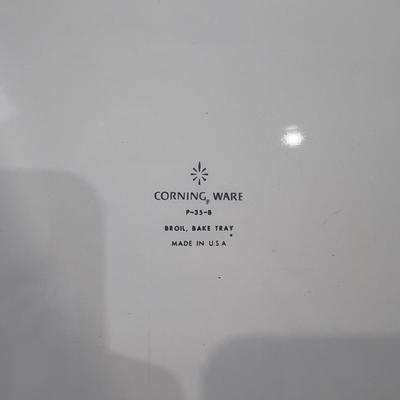 CORNING® WARE
P-35-B
BROIL, BAKE TRAY
MADE IN U.S.A.